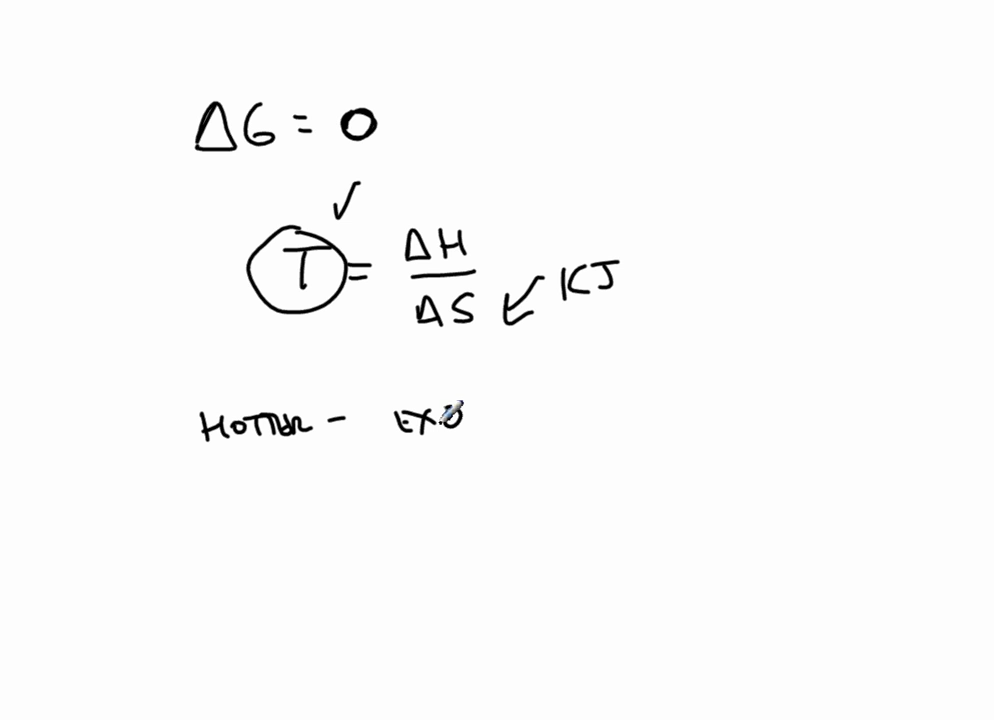 ΔG = 0
✓
T = ΔH
ΔS ↙ KJ
HOTTER - EXO